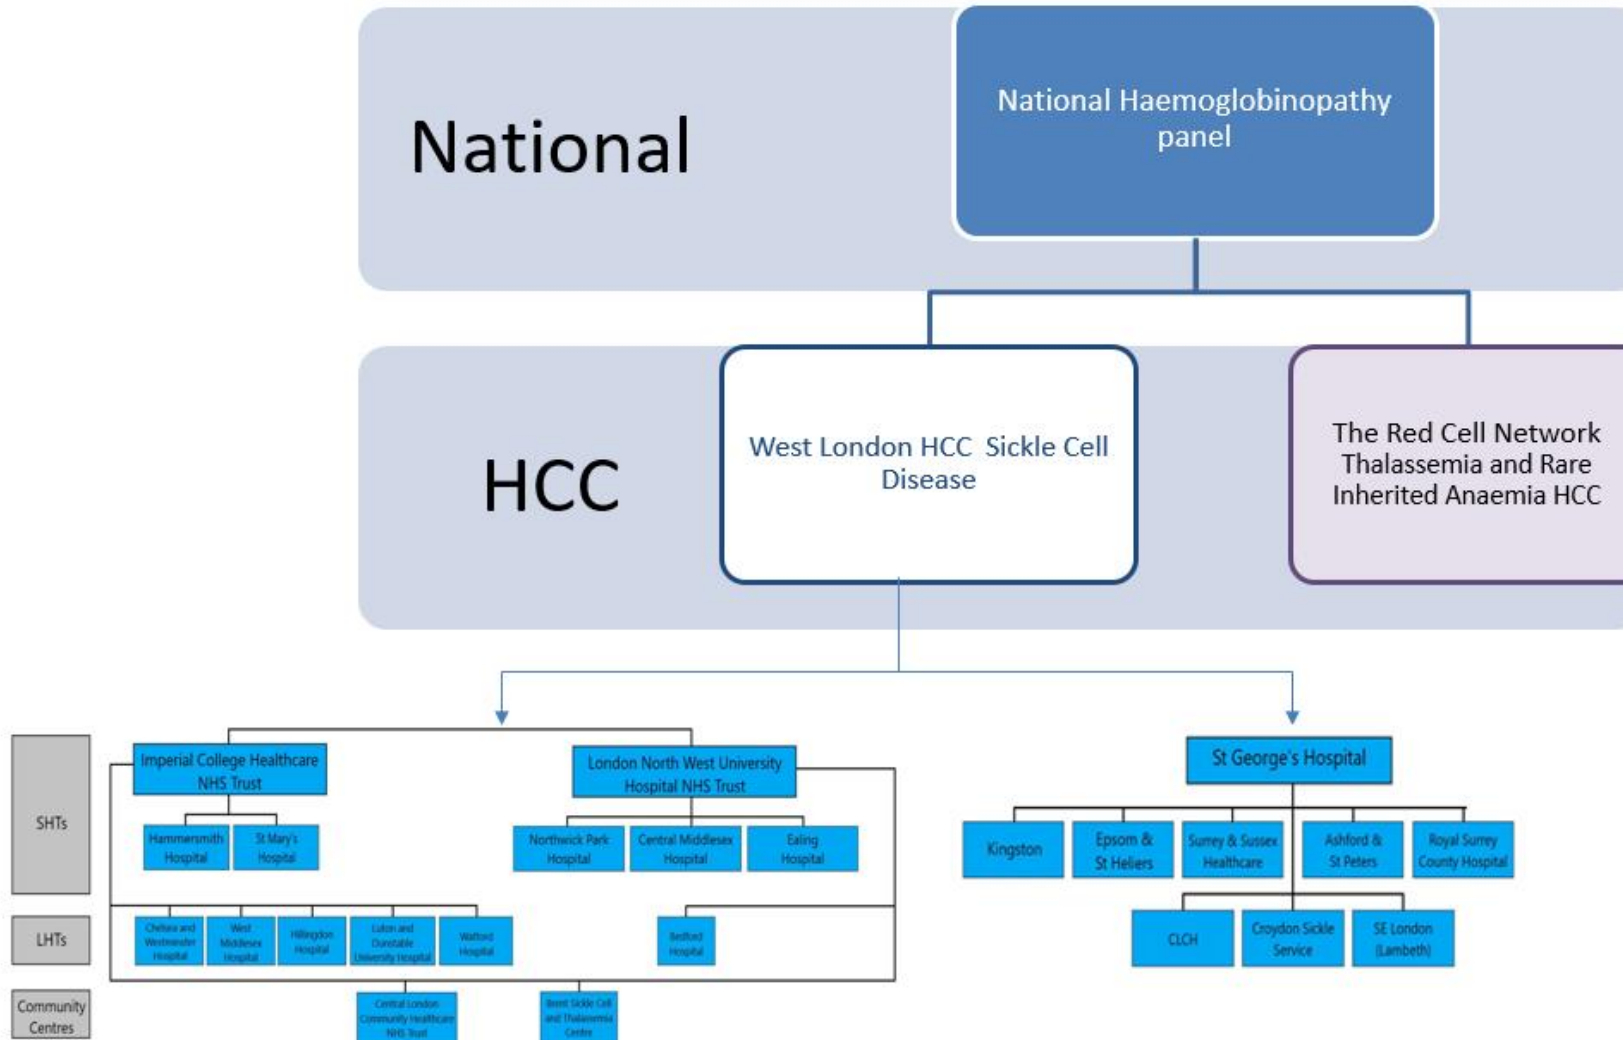 National
National Haemoglobinopathy
panel
HCC
West London HCC Sickle Cell
Disease
The Red Cell Network
Thalassemia and Rare
Inherited Anaemia HCC
SHTs
Imperial College Healthcare
NHS Trust
London North West University
Hospital NHS Trust
St George's Hospital
Hammersmith
Hospital
St Mary's
Hospital
Northwick Park
Hospital
Central Middlesex
Hospital
Ealing
Hospital
Kingston
Epsom &
St Heliers
Surrey & Sussex
Healthcare
Ashford &
St Peters
Royal Surrey
County Hospital
LHTs
Chelsea and
Westminster
Hospital
West
Middlesex
Hospital
Hillingdon
Hospital
Luton and
Dunstable
University Hospital
Watford
Hospital
Bedford
Hospital
CLCH
Croydon Sickle
Service
SE London
(Lambeth)
Community
Centres
Central London
Community Healthcare
NHS Trust
Brent Sickle Cell
and Thalassemia
Centre